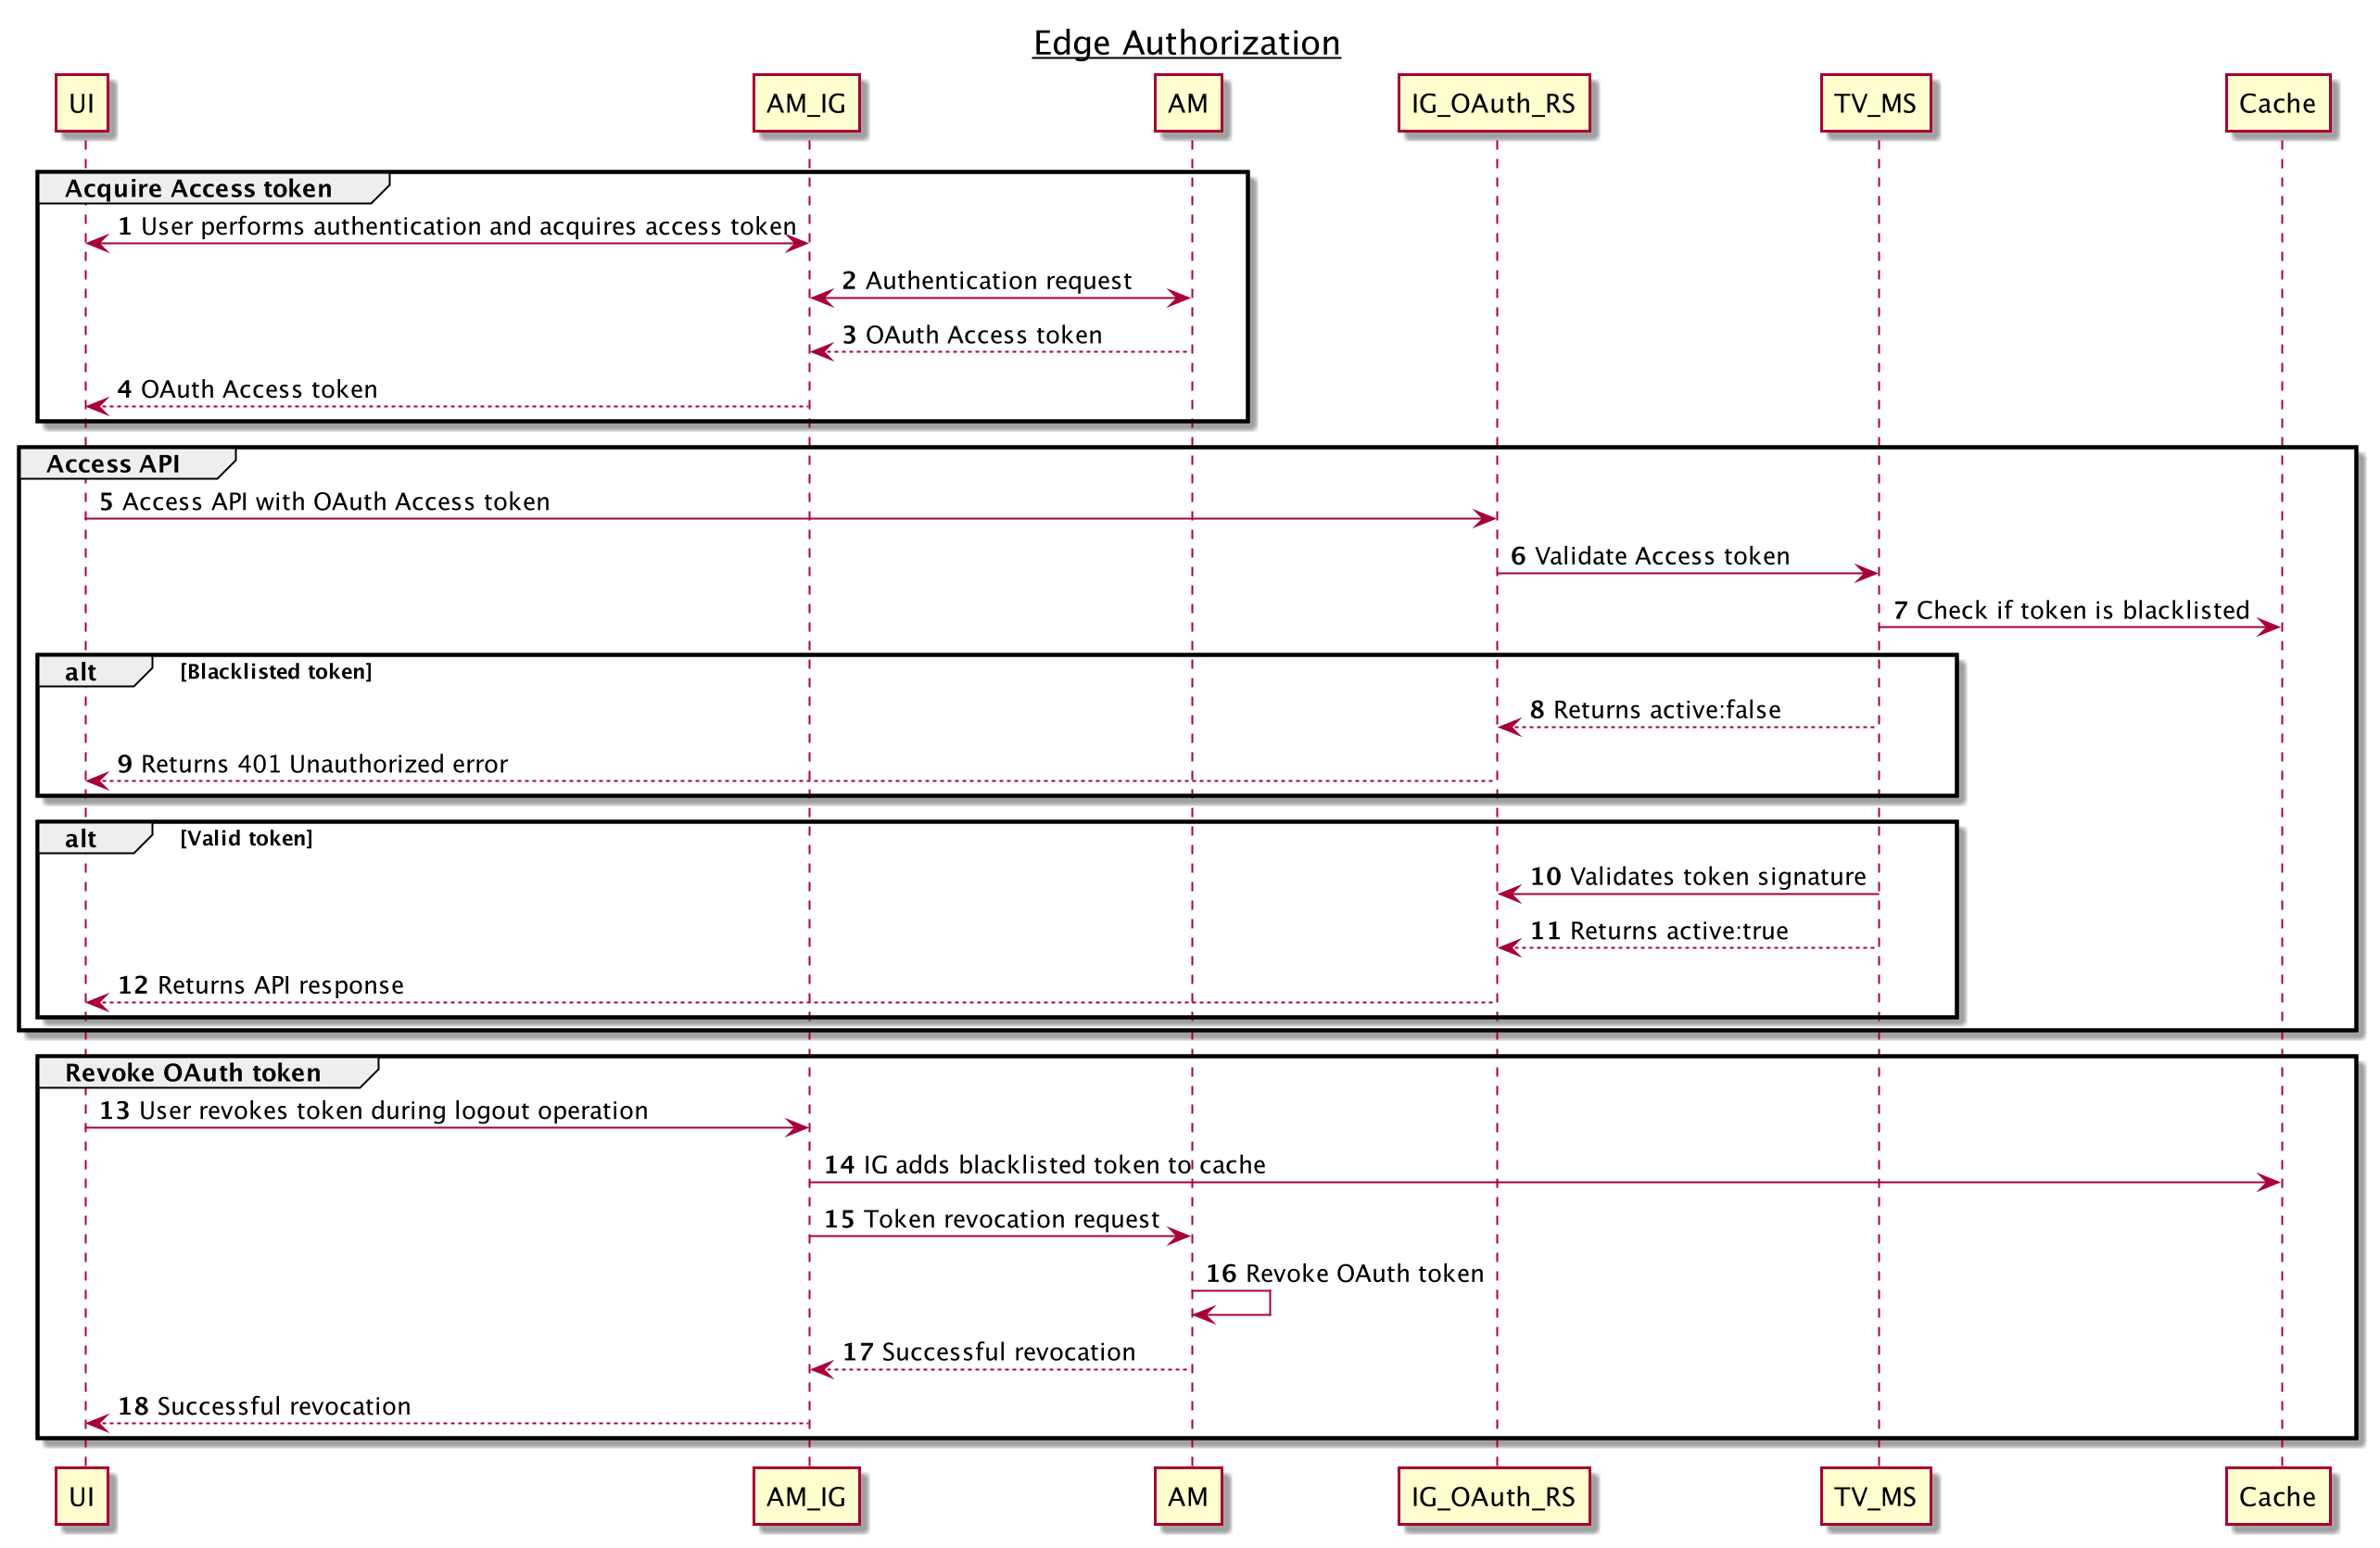 Edge Authorization
UI AM_IG AM IG_OAuth_RS TV_MS Cache
Acquire Access token
1 User performs authentication and acquires access token
2 Authentication request
3 OAuth Access token
4 OAuth Access token
Access API
5 Access API with OAuth Access token
6 Validate Access token
7 Check if token is blacklisted
alt [Blacklisted token]
8 Returns active:false
9 Returns 401 Unauthorized error
alt [Valid token]
10 Validates token signature
11 Returns active:true
12 Returns API response
Revoke OAuth token
13 User revokes token during logout operation
14 IG adds blacklisted token to cache
15 Token revocation request
16 Revoke OAuth token
17 Successful revocation
18 Successful revocation
UI AM_IG AM IG_OAuth_RS TV_MS Cache